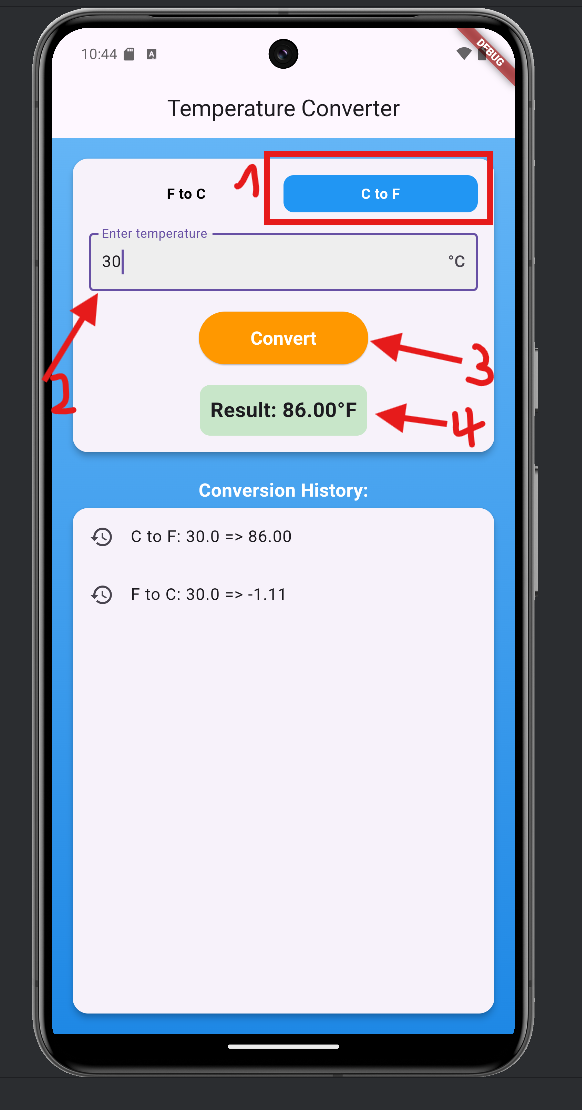 10:44 A
DEBUG
Temperature Converter
F to C 1 C to F
Enter temperature
30 °C
2
Convert
3
Result: 86.00°F
4
Conversion History:
C to F: 30.0 => 86.00
F to C: 30.0 => -1.11